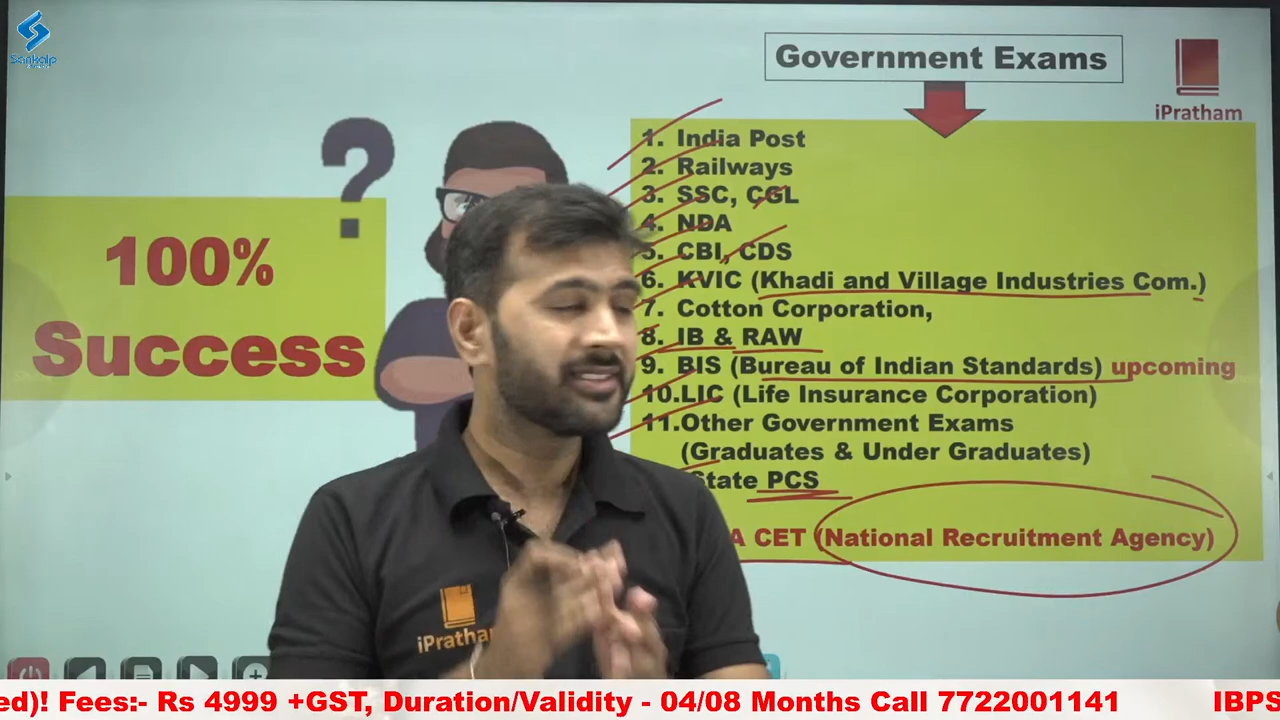 Sankalp
Government Exams
iPratham
100%
Success
1. India Post
2. Railways
3. SSC, CGL
4. NDA
5. CBI, CDS
6. KVIC (Khadi and Village Industries Com.)
7. Cotton Corporation,
8. IB & RAW
9. BIS (Bureau of Indian Standards) upcoming
10.LIC (Life Insurance Corporation)
11.Other Government Exams
(Graduates & Under Graduates)
State PCS
CET (National Recruitment Agency)
iPratham
ed)! Fees:- Rs 4999 +GST, Duration/Validity - 04/08 Months Call 7722001141 IBPS